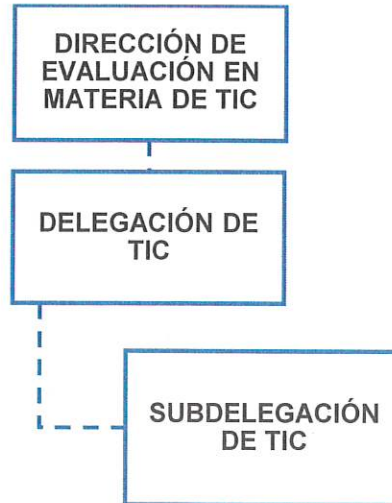 DIRECCIÓN DE
EVALUACIÓN EN
MATERIA DE TIC
DELEGACIÓN DE
TIC
SUBDELEGACIÓN
DE TIC